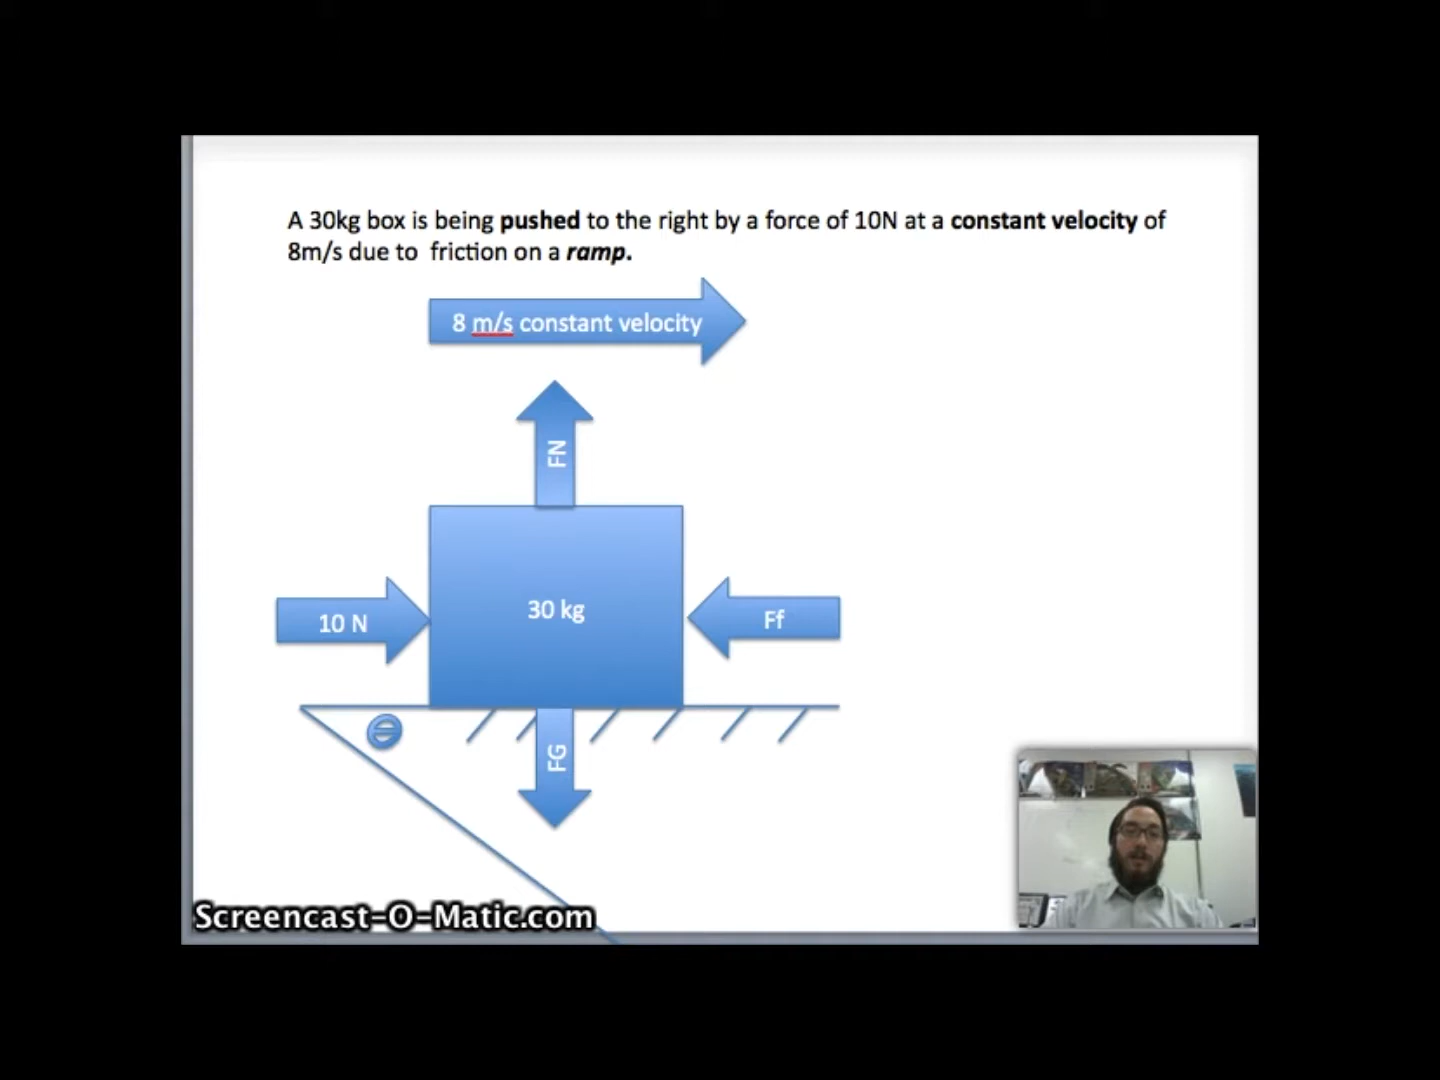 A 30kg box is being pushed to the right by a force of 10N at a constant velocity of
8m/s due to friction on a ramp.
8 m/s constant velocity
FN
10 N
30 kg
Ff
Θ
FG
Screencast-O-Matic.com